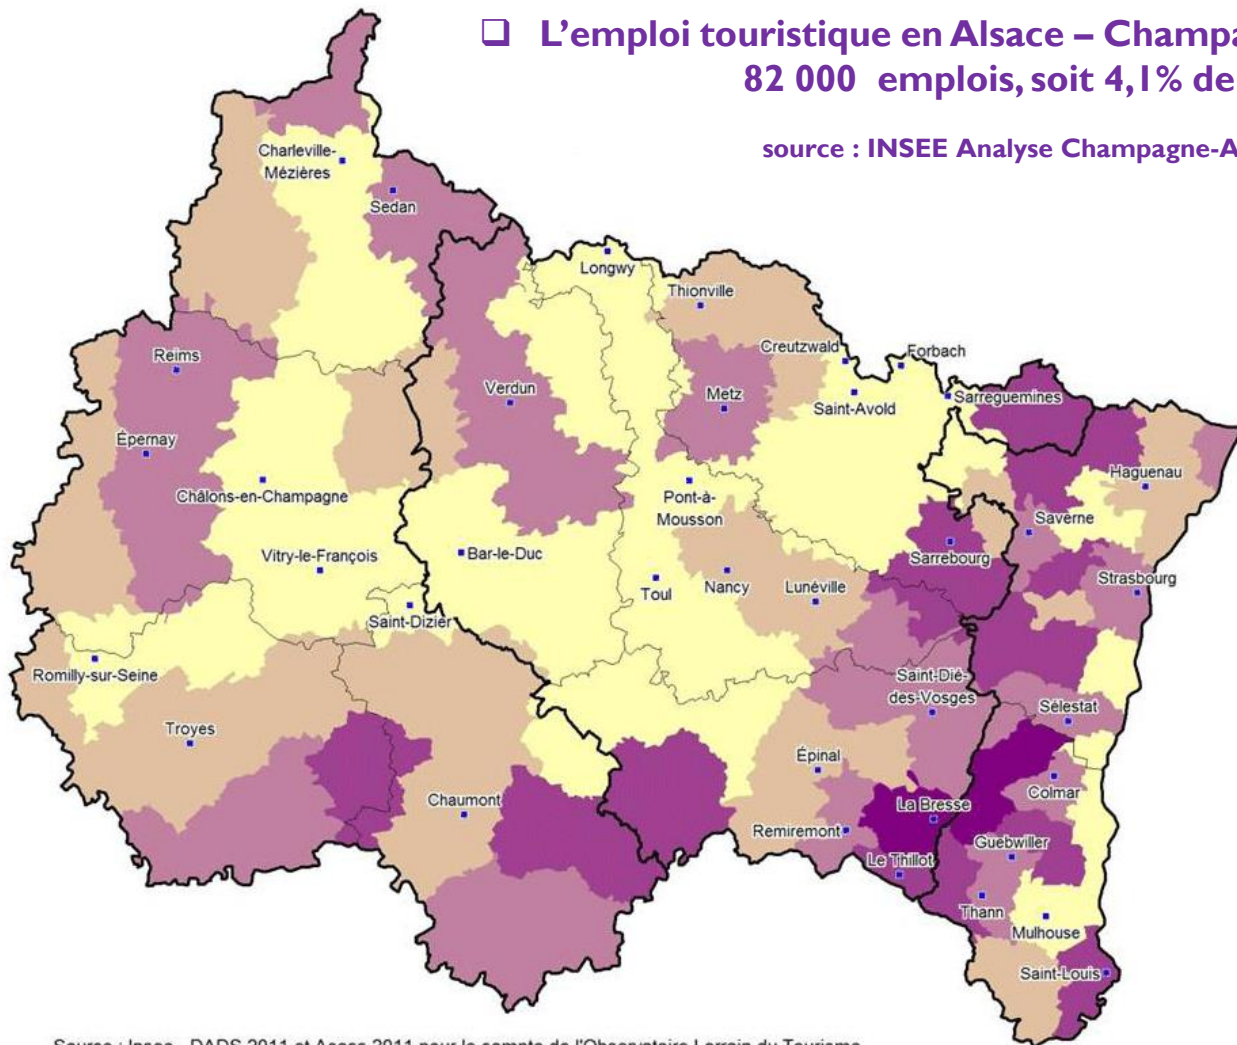 ❑ L'emploi touristique en Alsace – Champa
82 000 emplois, soit 4,1% de
source : INSEE Analyse Champagne-A
Charleville-
Mézières
Sedan
Longwy
Thionville
Creutzwald
Forbach
Reims
Verdun
Metz
Saint-Avold
Sarreguemines
Épernay
Haguenau
Châlons-en-Champagne
Pont-à-
Mousson
Saverne
Vitry-le-François
Bar-le-Duc
Sarrebourg
Toul
Nancy
Lunéville
Strasbourg
Saint-Dizier
Romilly-sur-Seine
Saint-Dié-
des-Vosges
Sélestat
Troyes
Épinal
Colmar
Chaumont
La Bresse
Remiremont
Guebwiller
Le Thillot
Thann
Mulhouse
Saint-Louis